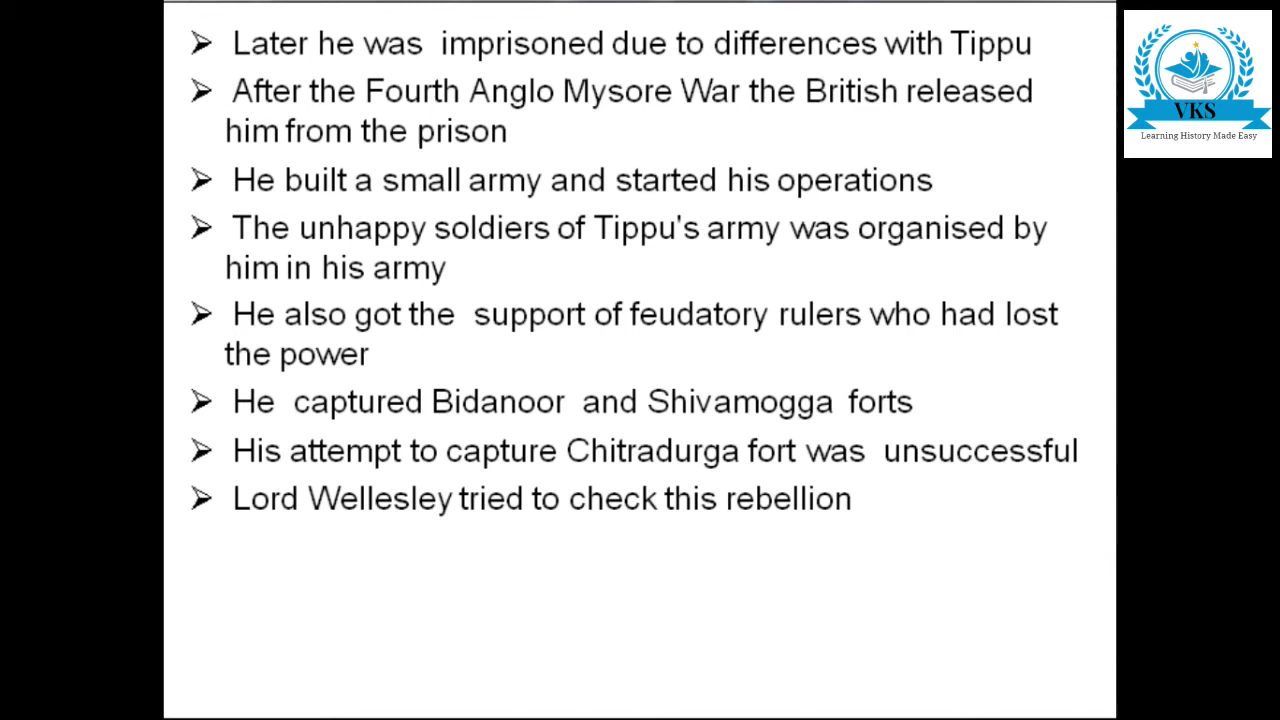 ➢ Later he was imprisoned due to differences with Tippu
➢ After the Fourth Anglo Mysore War the British released
him from the prison
➢ He built a small army and started his operations
➢ The unhappy soldiers of Tippu's army was organised by
him in his army
➢ He also got the support of feudatory rulers who had lost
the power
➢ He captured Bidanoor and Shivamogga forts
➢ His attempt to capture Chitradurga fort was unsuccessful
➢ Lord Wellesley tried to check this rebellion
VKS
Learning History Made Easy